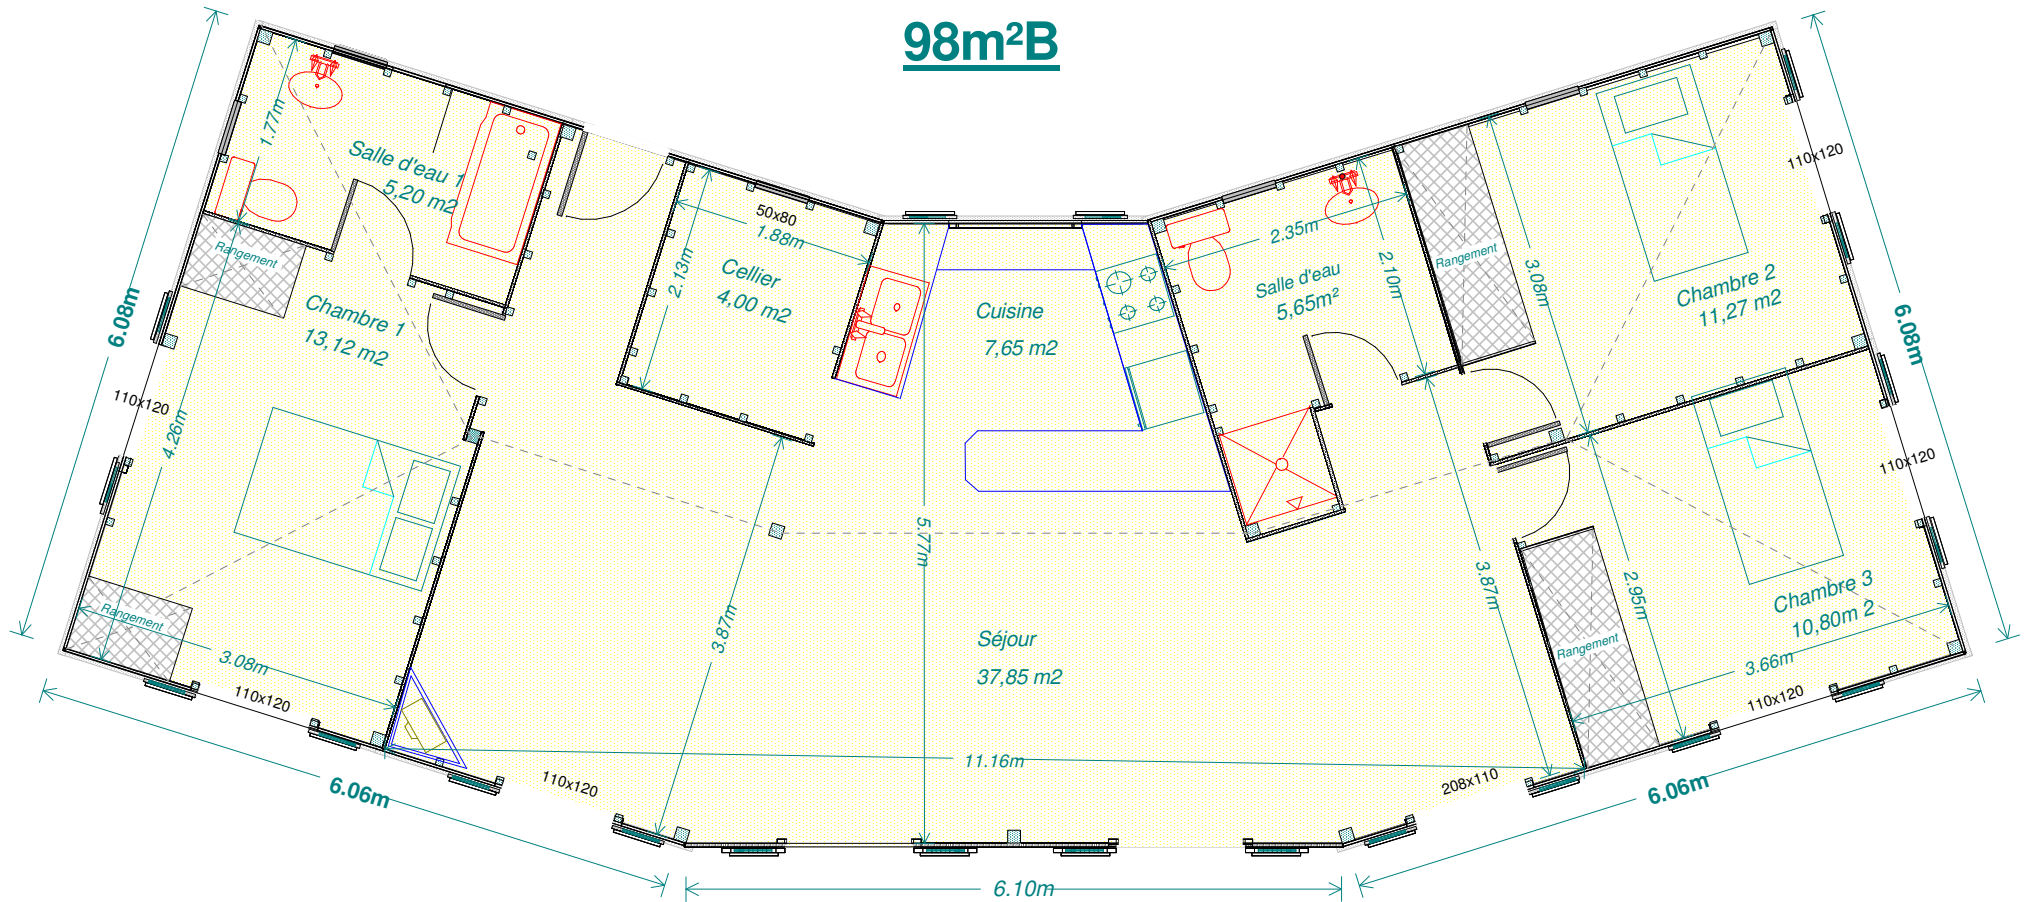 98m²B
1.77m
Salle d'eau 1
5,20 m2
Rangement
Chambre 1
13,12 m2
6.08m
110x120
4.26m
Rangement
3.08m
110x120
6.06m
50x80
1.88m
2.13m
Cellier
4,00 m2
Cuisine
7,65 m2
2.35m
Salle d'eau
5,65m²
2.10m
Rangement
3.08m
110x120
Chambre 2
11,27 m2
6.08m
110x120
5.77m
3.87m
Séjour
37,85 m2
3.87m
2.95m
Chambre 3
10,80m 2
Rangement
3.66m
110x120
11.16m
110x120
208x110
6.06m
6.10m